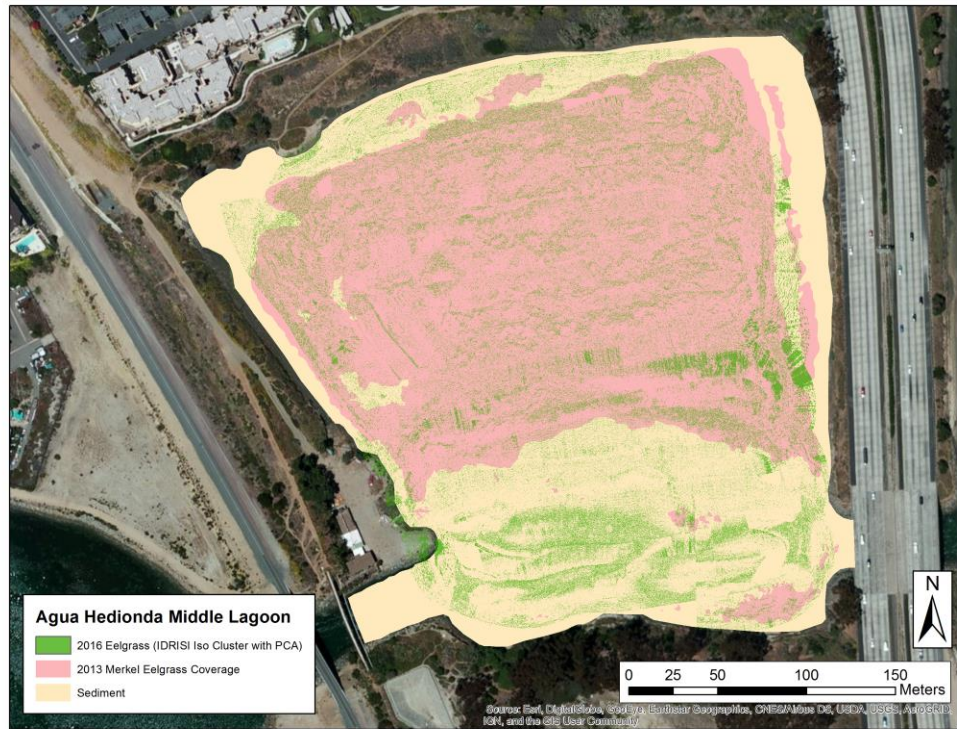 Agua Hedionda Middle Lagoon
2016 Eelgrass (IDRISI Iso Cluster with PCA)
2013 Merkel Eelgrass Coverage
Sediment
N
0 25 50 100 150
Meters
Source: Esri, DigitalGlobe, GeoEye, Earthstar Geographics, CNES/Airbus DS, USDA, USGS, AeroGRID,
IGN, and the GIS User Community